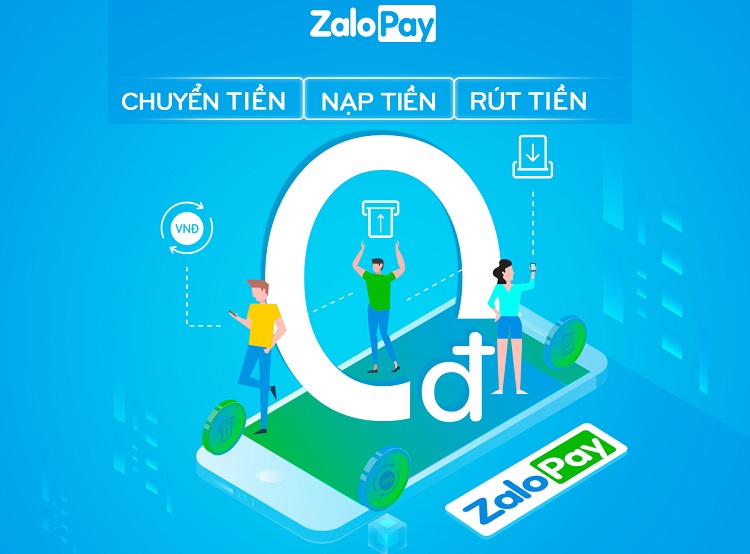 ZaloPay
CHUYỂN TIỀN NẠP TIỀN RÚT TIỀN
VNĐ
0đ
ZaloPay